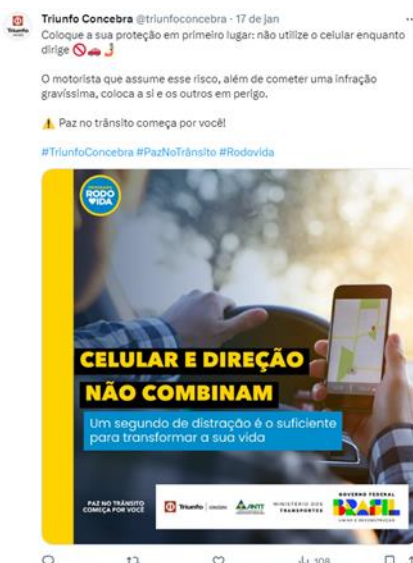 Triunfo Concebra @triunfoconcebra · 17 de jan
Coloque a sua proteção em primeiro lugar: não utilize o celular enquanto
dirige 🚫🚗🤳
O motorista que assume esse risco, além de cometer uma infração
gravíssima, coloca a si e os outros em perigo.
⚠️ Paz no trânsito começa por você!
#TriunfoConcebra #PazNoTrânsito #Rodovida
RODO
VIDA
CELULAR E DIREÇÃO
NÃO COMBINAM
Um segundo de distração é o suficiente
para transformar a sua vida
PAZ NO TRÂNSITO
COMEÇA POR VOCÊ
Triunfo
ANTT
MINISTÉRIO DOS
TRANSPORTES
GOVERNO FEDERAL
BRASIL
UNIÃO E RECONSTRUÇÃO
108